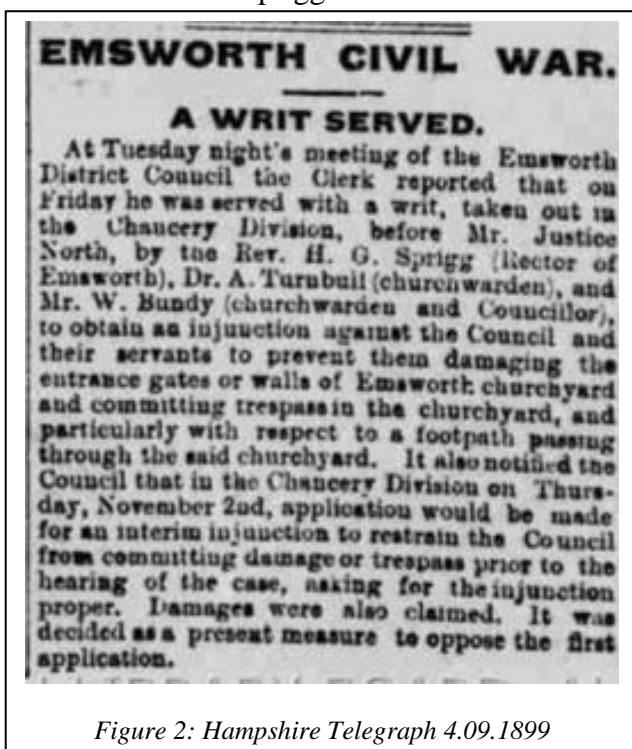 EMSWORTH CIVIL WAR.
A WRIT SERVED.
At Tuesday night's meeting of the Emsworth
District Council the Clerk reported that on
Friday he was served with a writ, taken out in
the Chancery Division, before Mr. Justice
North, by the Rev. H. G. Sprigg (Rector of
Emsworth), Dr. A. Turnbull (churchwarden), and
Mr. W. Bundy (churchwarden and Councillor),
to obtain an injunction against the Council and
their servants to prevent them damaging the
entrance gates or walls of Emsworth churchyard
and committing trespass in the churchyard, and
particularly with respect to a footpath passing
through the said churchyard. It also notified the
Council that in the Chancery Division on Thurs-
day, November 2nd, application would be made
for an interim injunction to restrain the Council
from committing damage or trespass prior to the
hearing of the case, asking for the injunction
proper. Damages were also claimed. It was
decided as a present measure to oppose the first
application.
Figure 2: Hampshire Telegraph 4.09.1899